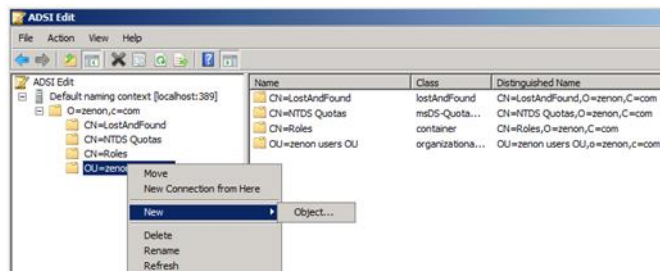 ADSI Edit
File Action View Help
ADSI Edit
Default naming context [localhost:389]
O=zenon,c=com
CN=LostAndFound
CN=NTDS Quotas
CN=Roles
OU=zenon
Name Class Distinguished Name
CN=LostAndFound lostAndFound CN=LostAndFound,O=zenon,C=com
CN=NTDS Quotas msDS-Quota... CN=NTDS Quotas,O=zenon,C=com
CN=Roles container CN=Roles,O=zenon,C=com
OU=zenon users OU organizationa... OU=zenon users OU,o=zenon,c=com
Move
New Connection from Here
New
Object...
Delete
Rename
Refresh